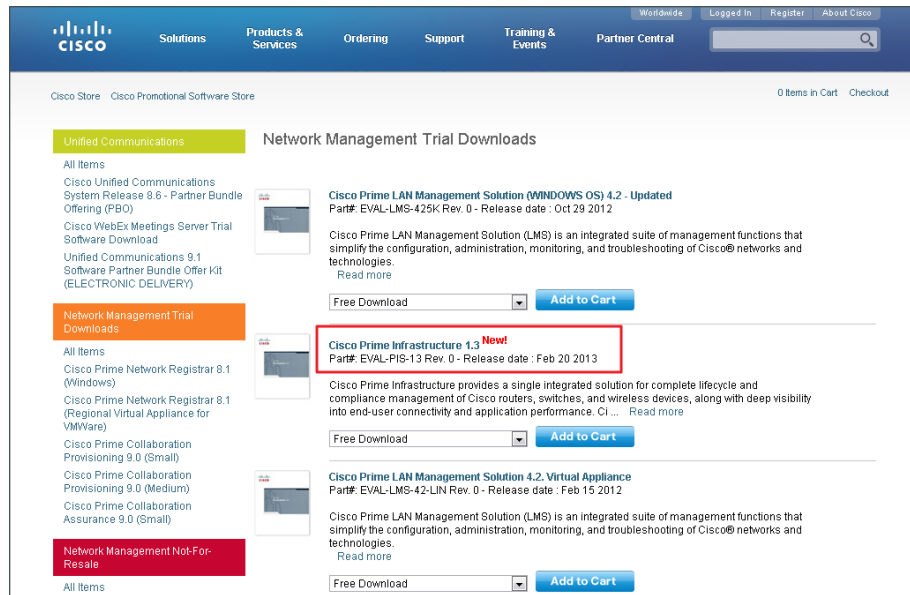 Worldwide Logged In Register About Cisco
CISCO
Solutions
Products & Services
Ordering
Support
Training & Events
Partner Central
Cisco Store Cisco Promotional Software Store
0 Items in Cart Checkout
Unified Communications
All Items
Cisco Unified Communications
System Release 8.6 - Partner Bundle
Offering (PBO)
Cisco WebEx Meetings Server Trial
Software Download
Unified Communications 9.1
Software Partner Bundle Offer Kit
(ELECTRONIC DELIVERY)
Network Management Trial
Downloads
All Items
Cisco Prime Network Registrar 8.1
(Windows)
Cisco Prime Network Registrar 8.1
(Regional Virtual Appliance for
VMWare)
Cisco Prime Collaboration
Provisioning 9.0 (Small)
Cisco Prime Collaboration
Provisioning 9.0 (Medium)
Cisco Prime Collaboration
Assurance 9.0 (Small)
Network Management Not-For-
Resale
All Items
Network Management Trial Downloads
Cisco Prime LAN Management Solution (WINDOWS OS) 4.2 - Updated
Part#: EVAL-LMS-425K Rev. 0 - Release date : Oct 29 2012
Cisco Prime LAN Management Solution (LMS) is an integrated suite of management functions that
simplify the configuration, administration, monitoring, and troubleshooting of Cisco® networks and
technologies.
Read more
Free Download
Add to Cart
Cisco Prime Infrastructure 1.3 New!
Part#: EVAL-PIS-13 Rev. 0 - Release date : Feb 20 2013
Cisco Prime Infrastructure provides a single integrated solution for complete lifecycle and
compliance management of Cisco routers, switches, and wireless devices, along with deep visibility
into end-user connectivity and application performance. Ci ... Read more
Free Download
Add to Cart
Cisco Prime LAN Management Solution 4.2. Virtual Appliance
Part#: EVAL-LMS-42-LIN Rev. 0 - Release date : Feb 15 2012
Cisco Prime LAN Management Solution (LMS) is an integrated suite of management functions that
simplify the configuration, administration, monitoring, and troubleshooting of Cisco® networks and
technologies.
Read more
Free Download
Add to Cart